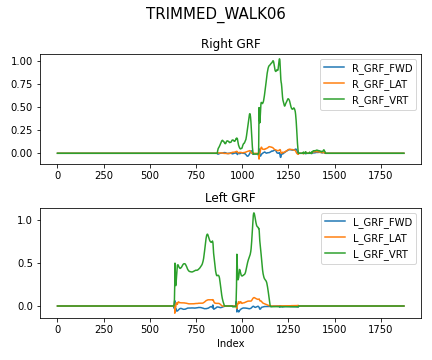 TRIMMED_WALK06
Right GRF
1.00
0.75
0.50
0.25
0.00
R_GRF_FWD
R_GRF_LAT
R_GRF_VRT
0 250 500 750 1000 1250 1500 1750
Left GRF
1.0
0.5
0.0
L_GRF_FWD
L_GRF_LAT
L_GRF_VRT
0 250 500 750 1000 1250 1500 1750
Index